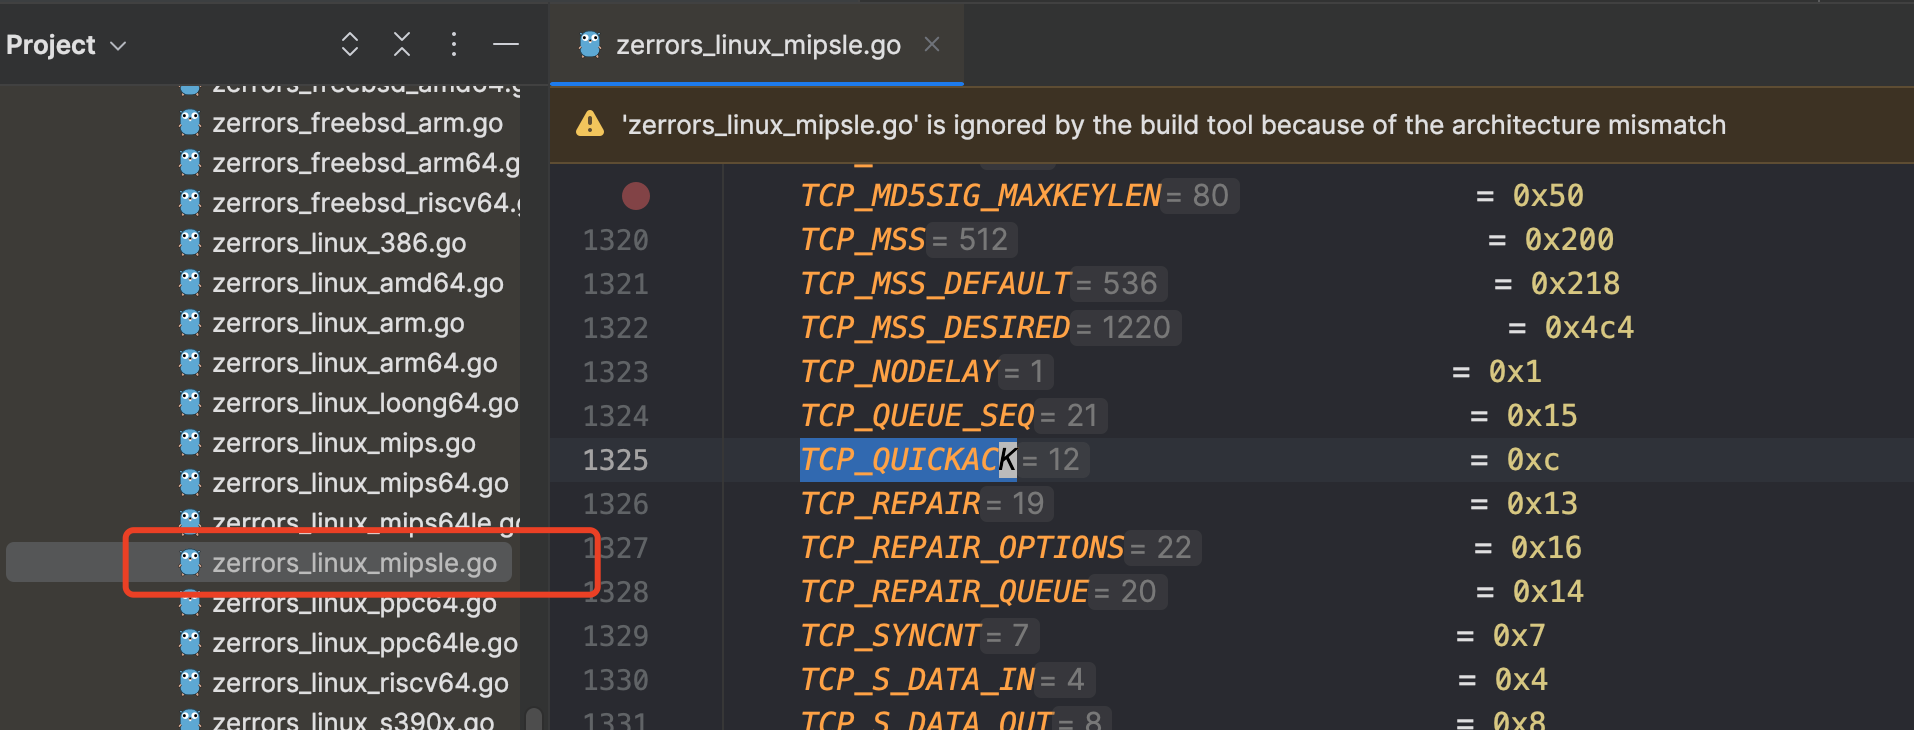 Project
zerrors_linux_mipsle.go
zerrors_freebsd_amd64.g
zerrors_freebsd_arm.go
zerrors_freebsd_arm64.g
zerrors_freebsd_riscv64.
zerrors_linux_386.go
zerrors_linux_amd64.go
zerrors_linux_arm.go
zerrors_linux_arm64.go
zerrors_linux_loong64.go
zerrors_linux_mips.go
zerrors_linux_mips64.go
zerrors_linux_mips64le.go
zerrors_linux_mipsle.go
zerrors_linux_ppc64.go
zerrors_linux_ppc64le.go
zerrors_linux_riscv64.go
zerrors_linux_s390x.go
'zerrors_linux_mipsle.go' is ignored by the build tool because of the architecture mismatch
TCP_MD5SIG_MAXKEYLEN = 80 = 0x50
1320 TCP_MSS = 512 = 0x200
1321 TCP_MSS_DEFAULT = 536 = 0x218
1322 TCP_MSS_DESIRED = 1220 = 0x4c4
1323 TCP_NODELAY = 1 = 0x1
1324 TCP_QUEUE_SEQ = 21 = 0x15
1325 TCP_QUICKACK = 12 = 0xc
1326 TCP_REPAIR = 19 = 0x13
1327 TCP_REPAIR_OPTIONS = 22 = 0x16
1328 TCP_REPAIR_QUEUE = 20 = 0x14
1329 TCP_SYNCNT = 7 = 0x7
1330 TCP_S_DATA_IN = 4 = 0x4
1331 TCP_S_DATA_OUT = 8 = 0x8